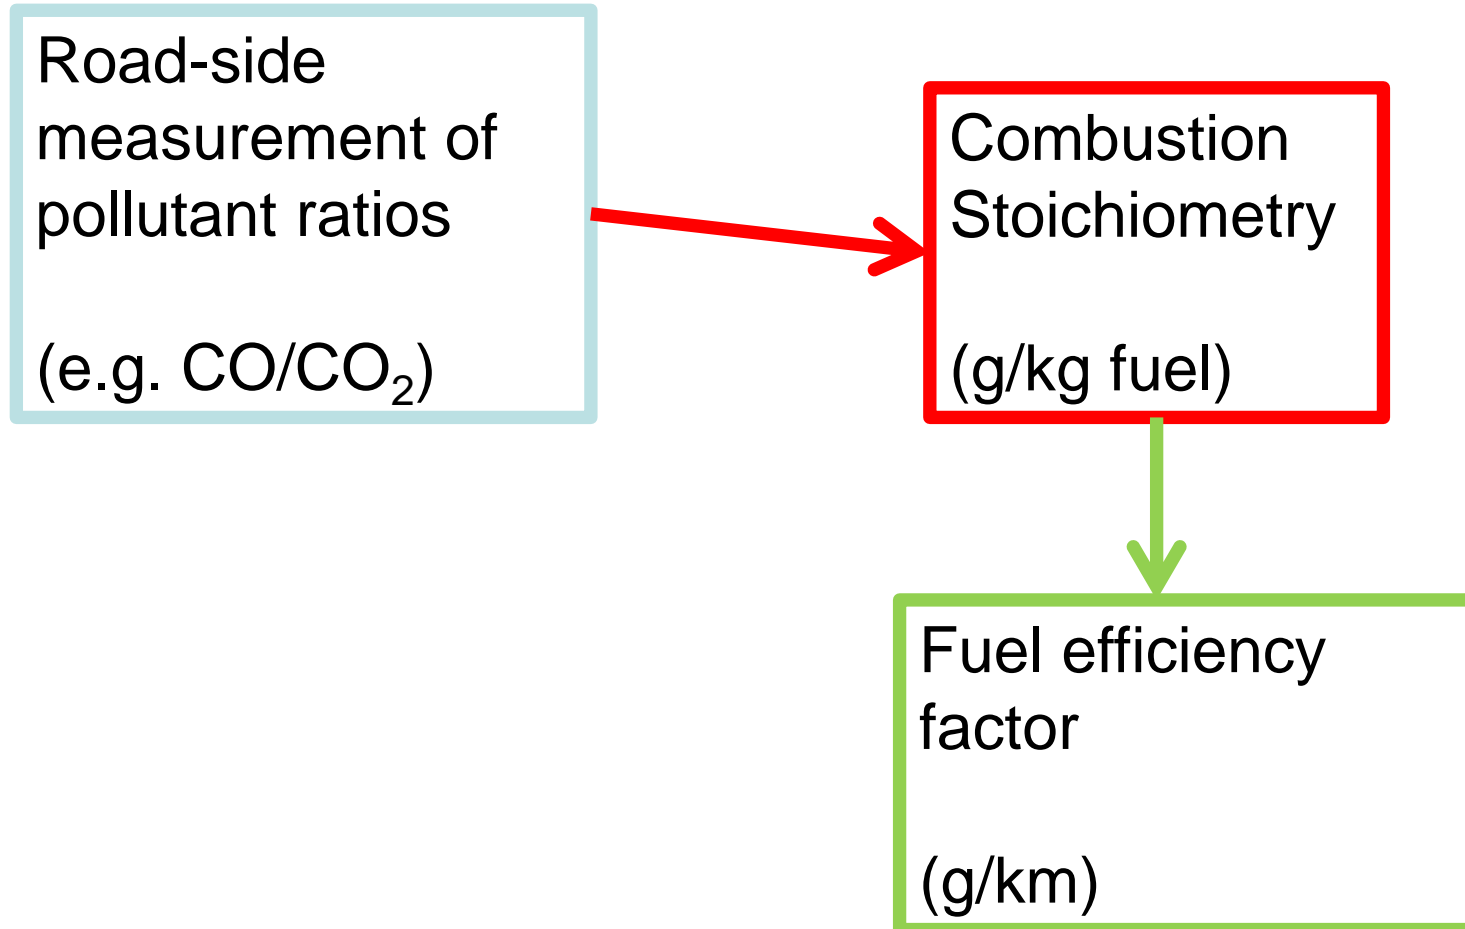 Road-side
measurement of
pollutant ratios
(e.g. CO/CO₂)
Combustion
Stoichiometry
(g/kg fuel)
Fuel efficiency
factor
(g/km)